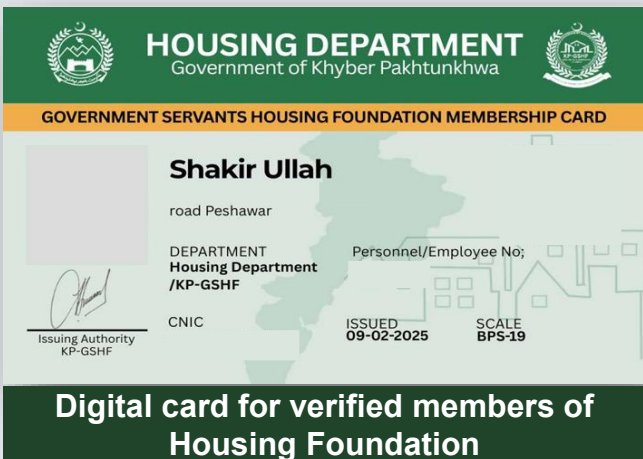 HOUSING DEPARTMENT
Government of Khyber Pakhtunkhwa
GOVERNMENT SERVANTS HOUSING FOUNDATION MEMBERSHIP CARD
Shakir Ullah
road Peshawar
DEPARTMENT
Housing Department
/KP-GSHF
Personnel/Employee No;
CNIC
ISSUED
09-02-2025
SCALE
BPS-19
Issuing Authority
KP-GSHF
Digital card for verified members of
Housing Foundation